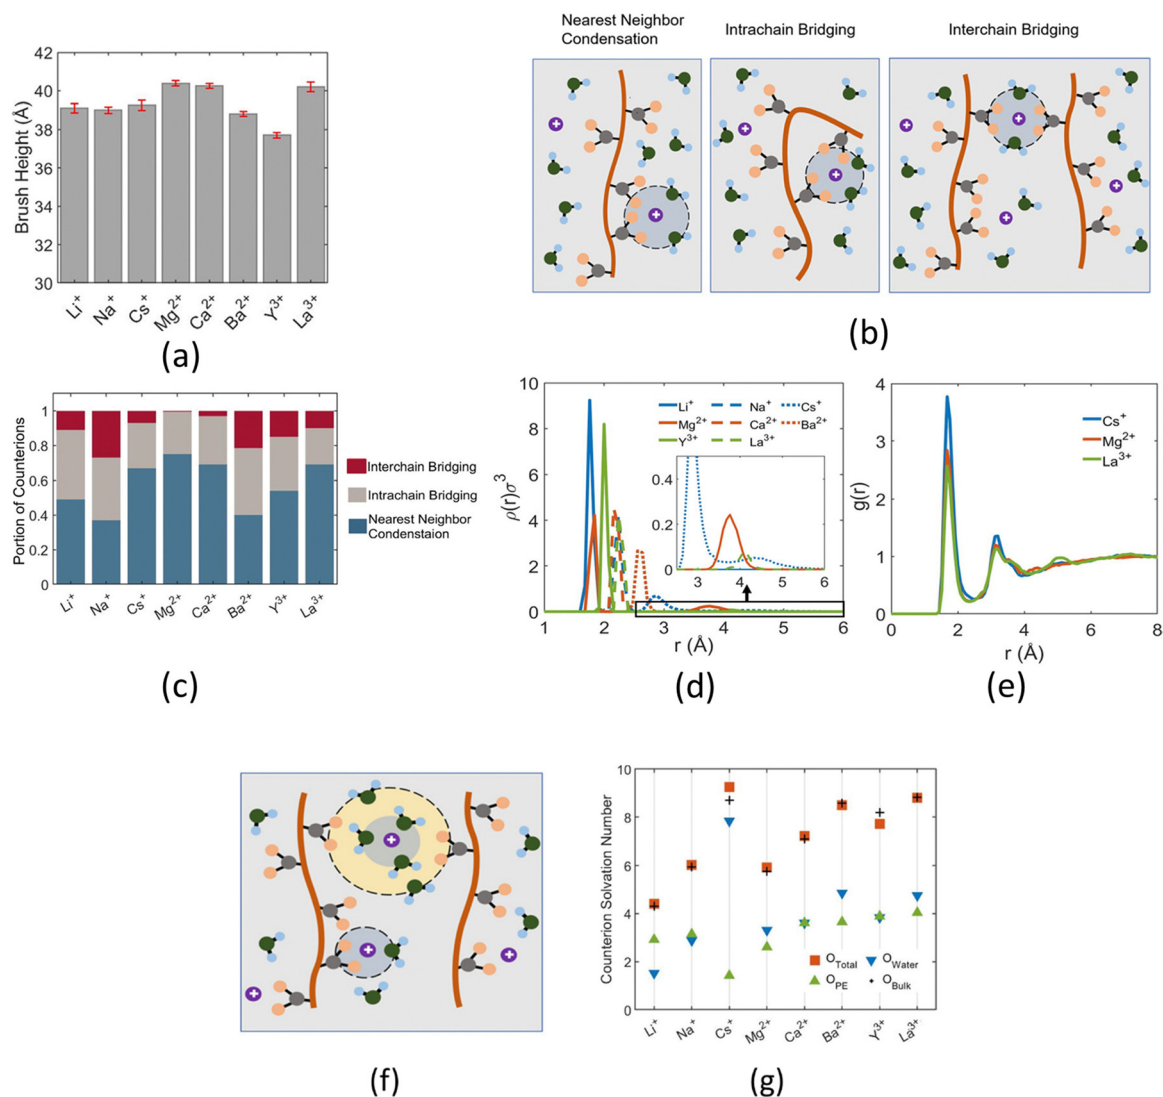 Nearest Neighbor
Condensation
Intrachain Bridging
Interchain Bridging
Brush Height (Å)
42
40
38
36
34
32
30
Li⁺
Na⁺
Cs⁺
Mg²⁺
Ca²⁺
Ba²⁺
Y³⁺
La³⁺
(a)
(b)
Portion of Counterions
1
0.8
0.6
0.4
0.2
0
Li⁺
Na⁺
Cs⁺
Mg²⁺
Ca²⁺
Ba²⁺
Y³⁺
La³⁺
Interchain Bridging
Intrachain Bridging
Nearest Neighbor
Condenstaion
(c)
ρ(r)σ³
10
8
6
4
2
0
1
2
3
4
5
6
r (Å)
Li⁺
Na⁺
Cs⁺
Mg²⁺
Ca²⁺
Ba²⁺
Y³⁺
La³⁺
0.4
0.2
0
3
4
5
6
(d)
g(r)
4
3
2
1
0
0
2
4
6
8
r (Å)
Cs⁺
Mg²⁺
La³⁺
(e)
(f)
Counterion Solvation Number
10
8
6
4
2
0
Li⁺
Na⁺
Cs⁺
Mg²⁺
Ca²⁺
Ba²⁺
Y³⁺
La³⁺
O_Total
O_Water
O_PE
O_Bulk
(g)